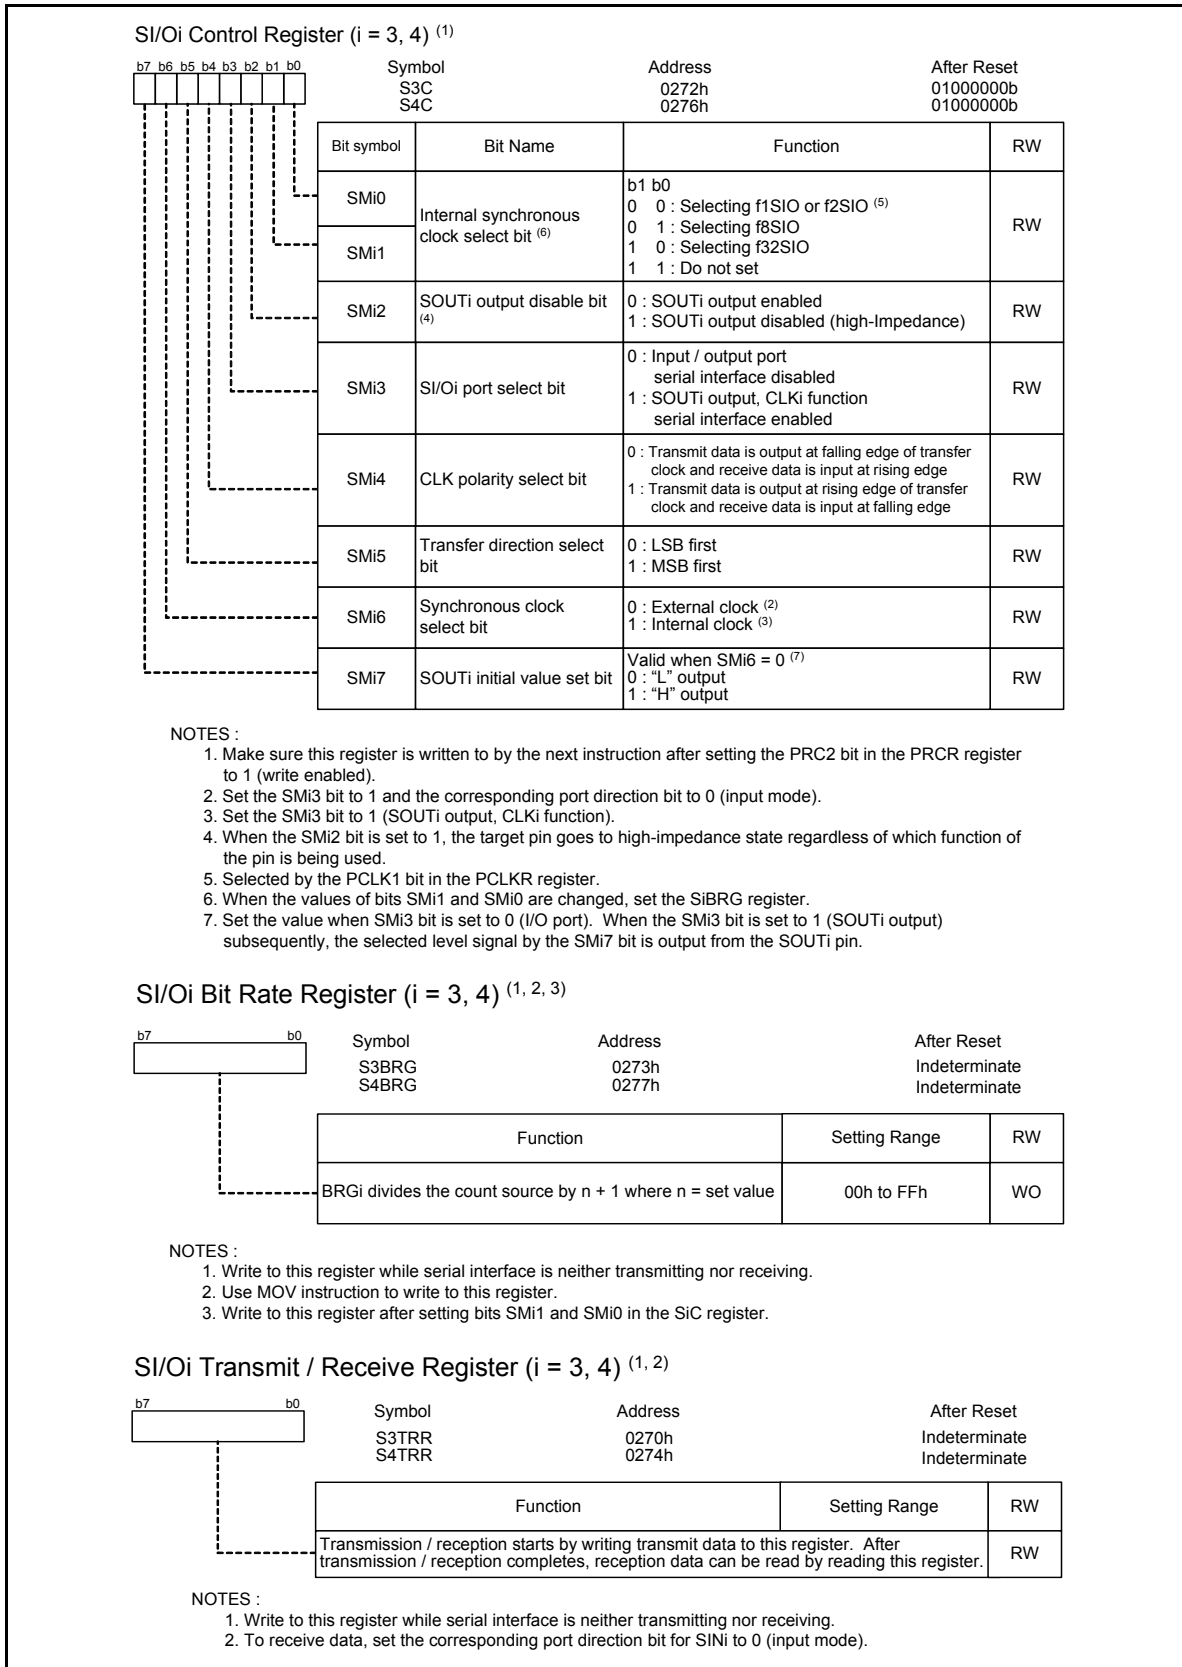 SI/Oi Control Register (i = 3, 4) (1)
b7 b6 b5 b4 b3 b2 b1 b0
Symbol Address After Reset
S3C 0272h 01000000b
S4C 0276h 01000000b
Bit symbol Bit Name Function RW
SMi0
SMi1
Internal synchronous
clock select bit (6)
b1 b0
0 0 : Selecting f1SIO or f2SIO (5)
0 1 : Selecting f8SIO
1 0 : Selecting f32SIO
1 1 : Do not set
RW
SMi2
SOUTi output disable bit
(4)
0 : SOUTi output enabled
1 : SOUTi output disabled (high-Impedance)
RW
SMi3
SI/Oi port select bit
0 : Input / output port
serial interface disabled
1 : SOUTi output, CLKi function
serial interface enabled
RW
SMi4
CLK polarity select bit
0 : Transmit data is output at falling edge of transfer
clock and receive data is input at rising edge
1 : Transmit data is output at rising edge of transfer
clock and receive data is input at falling edge
RW
SMi5
Transfer direction select
bit
0 : LSB first
1 : MSB first
RW
SMi6
Synchronous clock
select bit
0 : External clock (2)
1 : Internal clock (3)
RW
SMi7
SOUTi initial value set bit
Valid when SMi6 = 0 (7)
0 : “L” output
1 : “H” output
RW
NOTES :
1. Make sure this register is written to by the next instruction after setting the PRC2 bit in the PRCR register
to 1 (write enabled).
2. Set the SMi3 bit to 1 and the corresponding port direction bit to 0 (input mode).
3. Set the SMi3 bit to 1 (SOUTi output, CLKi function).
4. When the SMi2 bit is set to 1, the target pin goes to high-impedance state regardless of which function of
the pin is being used.
5. Selected by the PCLK1 bit in the PCLKR register.
6. When the values of bits SMi1 and SMi0 are changed, set the SiBRG register.
7. Set the value when SMi3 bit is set to 0 (I/O port). When the SMi3 bit is set to 1 (SOUTi output)
subsequently, the selected level signal by the SMi7 bit is output from the SOUTi pin.
SI/Oi Bit Rate Register (i = 3, 4) (1, 2, 3)
b7 b0
Symbol Address After Reset
S3BRG 0273h Indeterminate
S4BRG 0277h Indeterminate
Function Setting Range RW
BRGi divides the count source by n + 1 where n = set value 00h to FFh WO
NOTES :
1. Write to this register while serial interface is neither transmitting nor receiving.
2. Use MOV instruction to write to this register.
3. Write to this register after setting bits SMi1 and SMi0 in the SiC register.
SI/Oi Transmit / Receive Register (i = 3, 4) (1, 2)
b7 b0
Symbol Address After Reset
S3TRR 0270h Indeterminate
S4TRR 0274h Indeterminate
Function Setting Range RW
Transmission / reception starts by writing transmit data to this register. After
transmission / reception completes, reception data can be read by reading this register.
RW
NOTES :
1. Write to this register while serial interface is neither transmitting nor receiving.
2. To receive data, set the corresponding port direction bit for SINi to 0 (input mode).